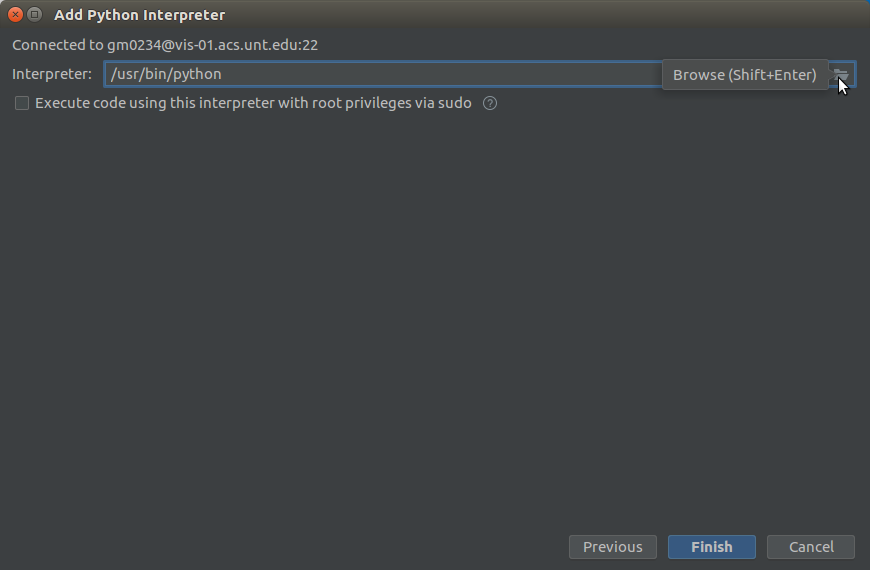 Add Python Interpreter
Connected to gm0234@vis-01.acs.unt.edu:22
Interpreter: /usr/bin/python Browse (Shift+Enter)
Execute code using this interpreter with root privileges via sudo ?
Previous Finish Cancel